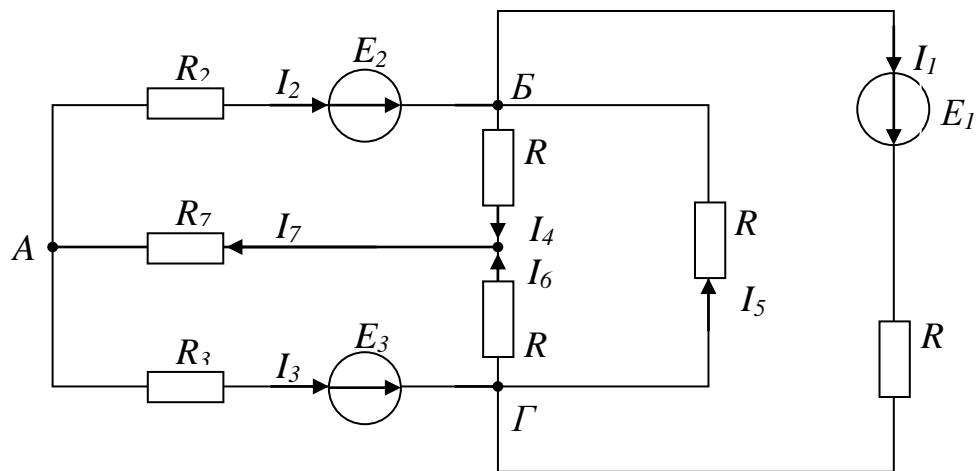 E₂
I₁
R₂
I₂
Б
E₁
R
R₇
I₇
I₄
А
R
I₆
I₅
E₃
R₃
I₃
R
R
Г